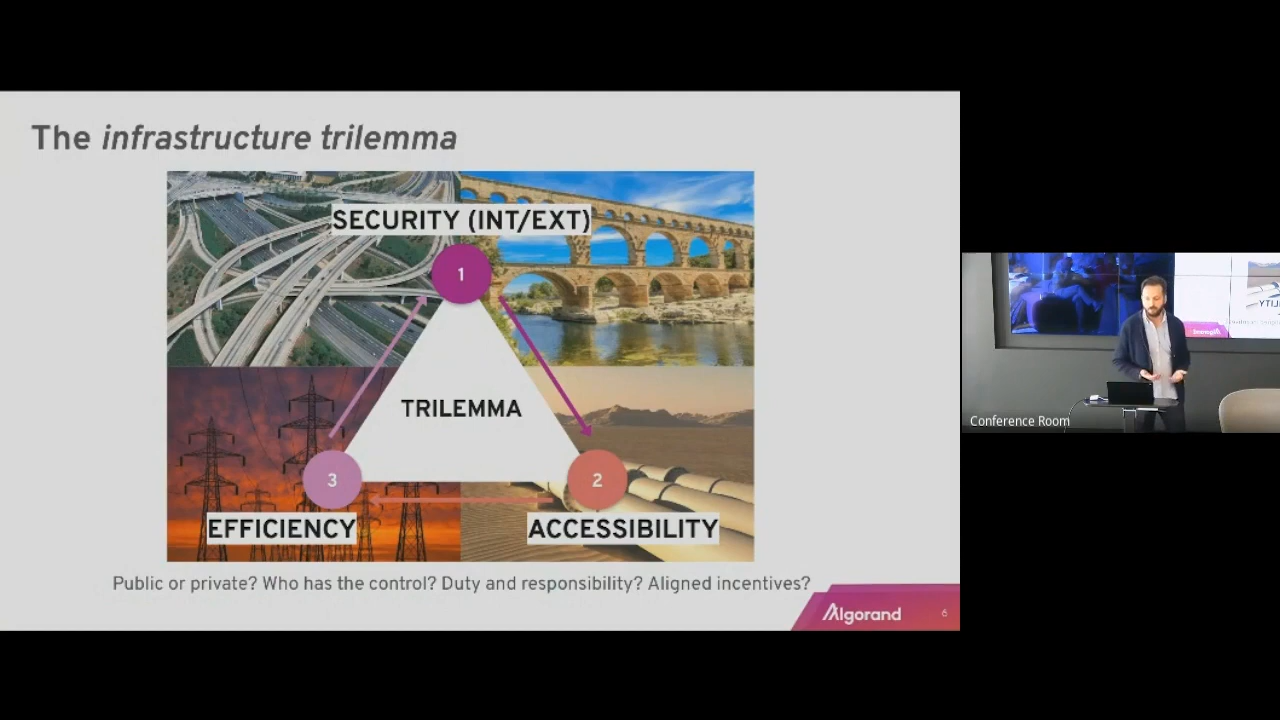 The infrastructure trilemma
SECURITY (INT/EXT)
1
TRILEMMA
3
2
EFFICIENCY
ACCESSIBILITY
Public or private? Who has the control? Duty and responsibility? Aligned incentives?
Algorand
6
Conference Room